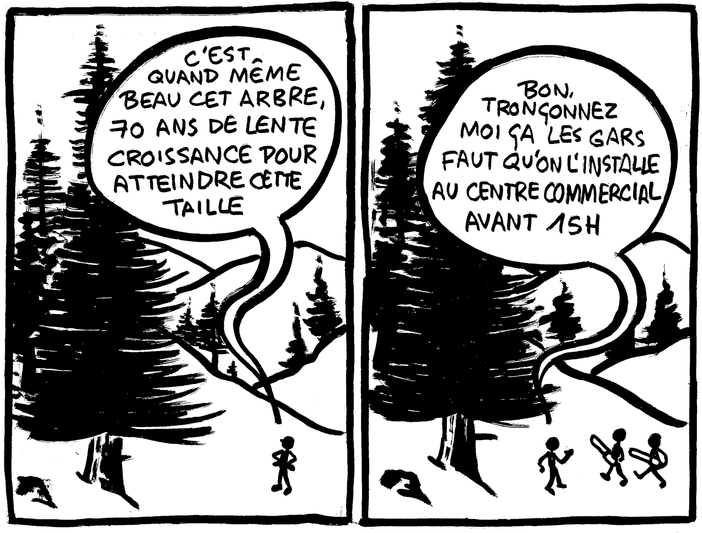 C'EST
QUAND MÊME
BEAU CET ARBRE,
70 ANS DE LENTE
CROISSANCE POUR
ATTEINDRE CETTE
TAILLE
BON,
TRONÇONNEZ
MOI ÇA LES GARS
FAUT QU'ON L'INSTALLE
AU CENTRE COMMERCIAL
AVANT 15H